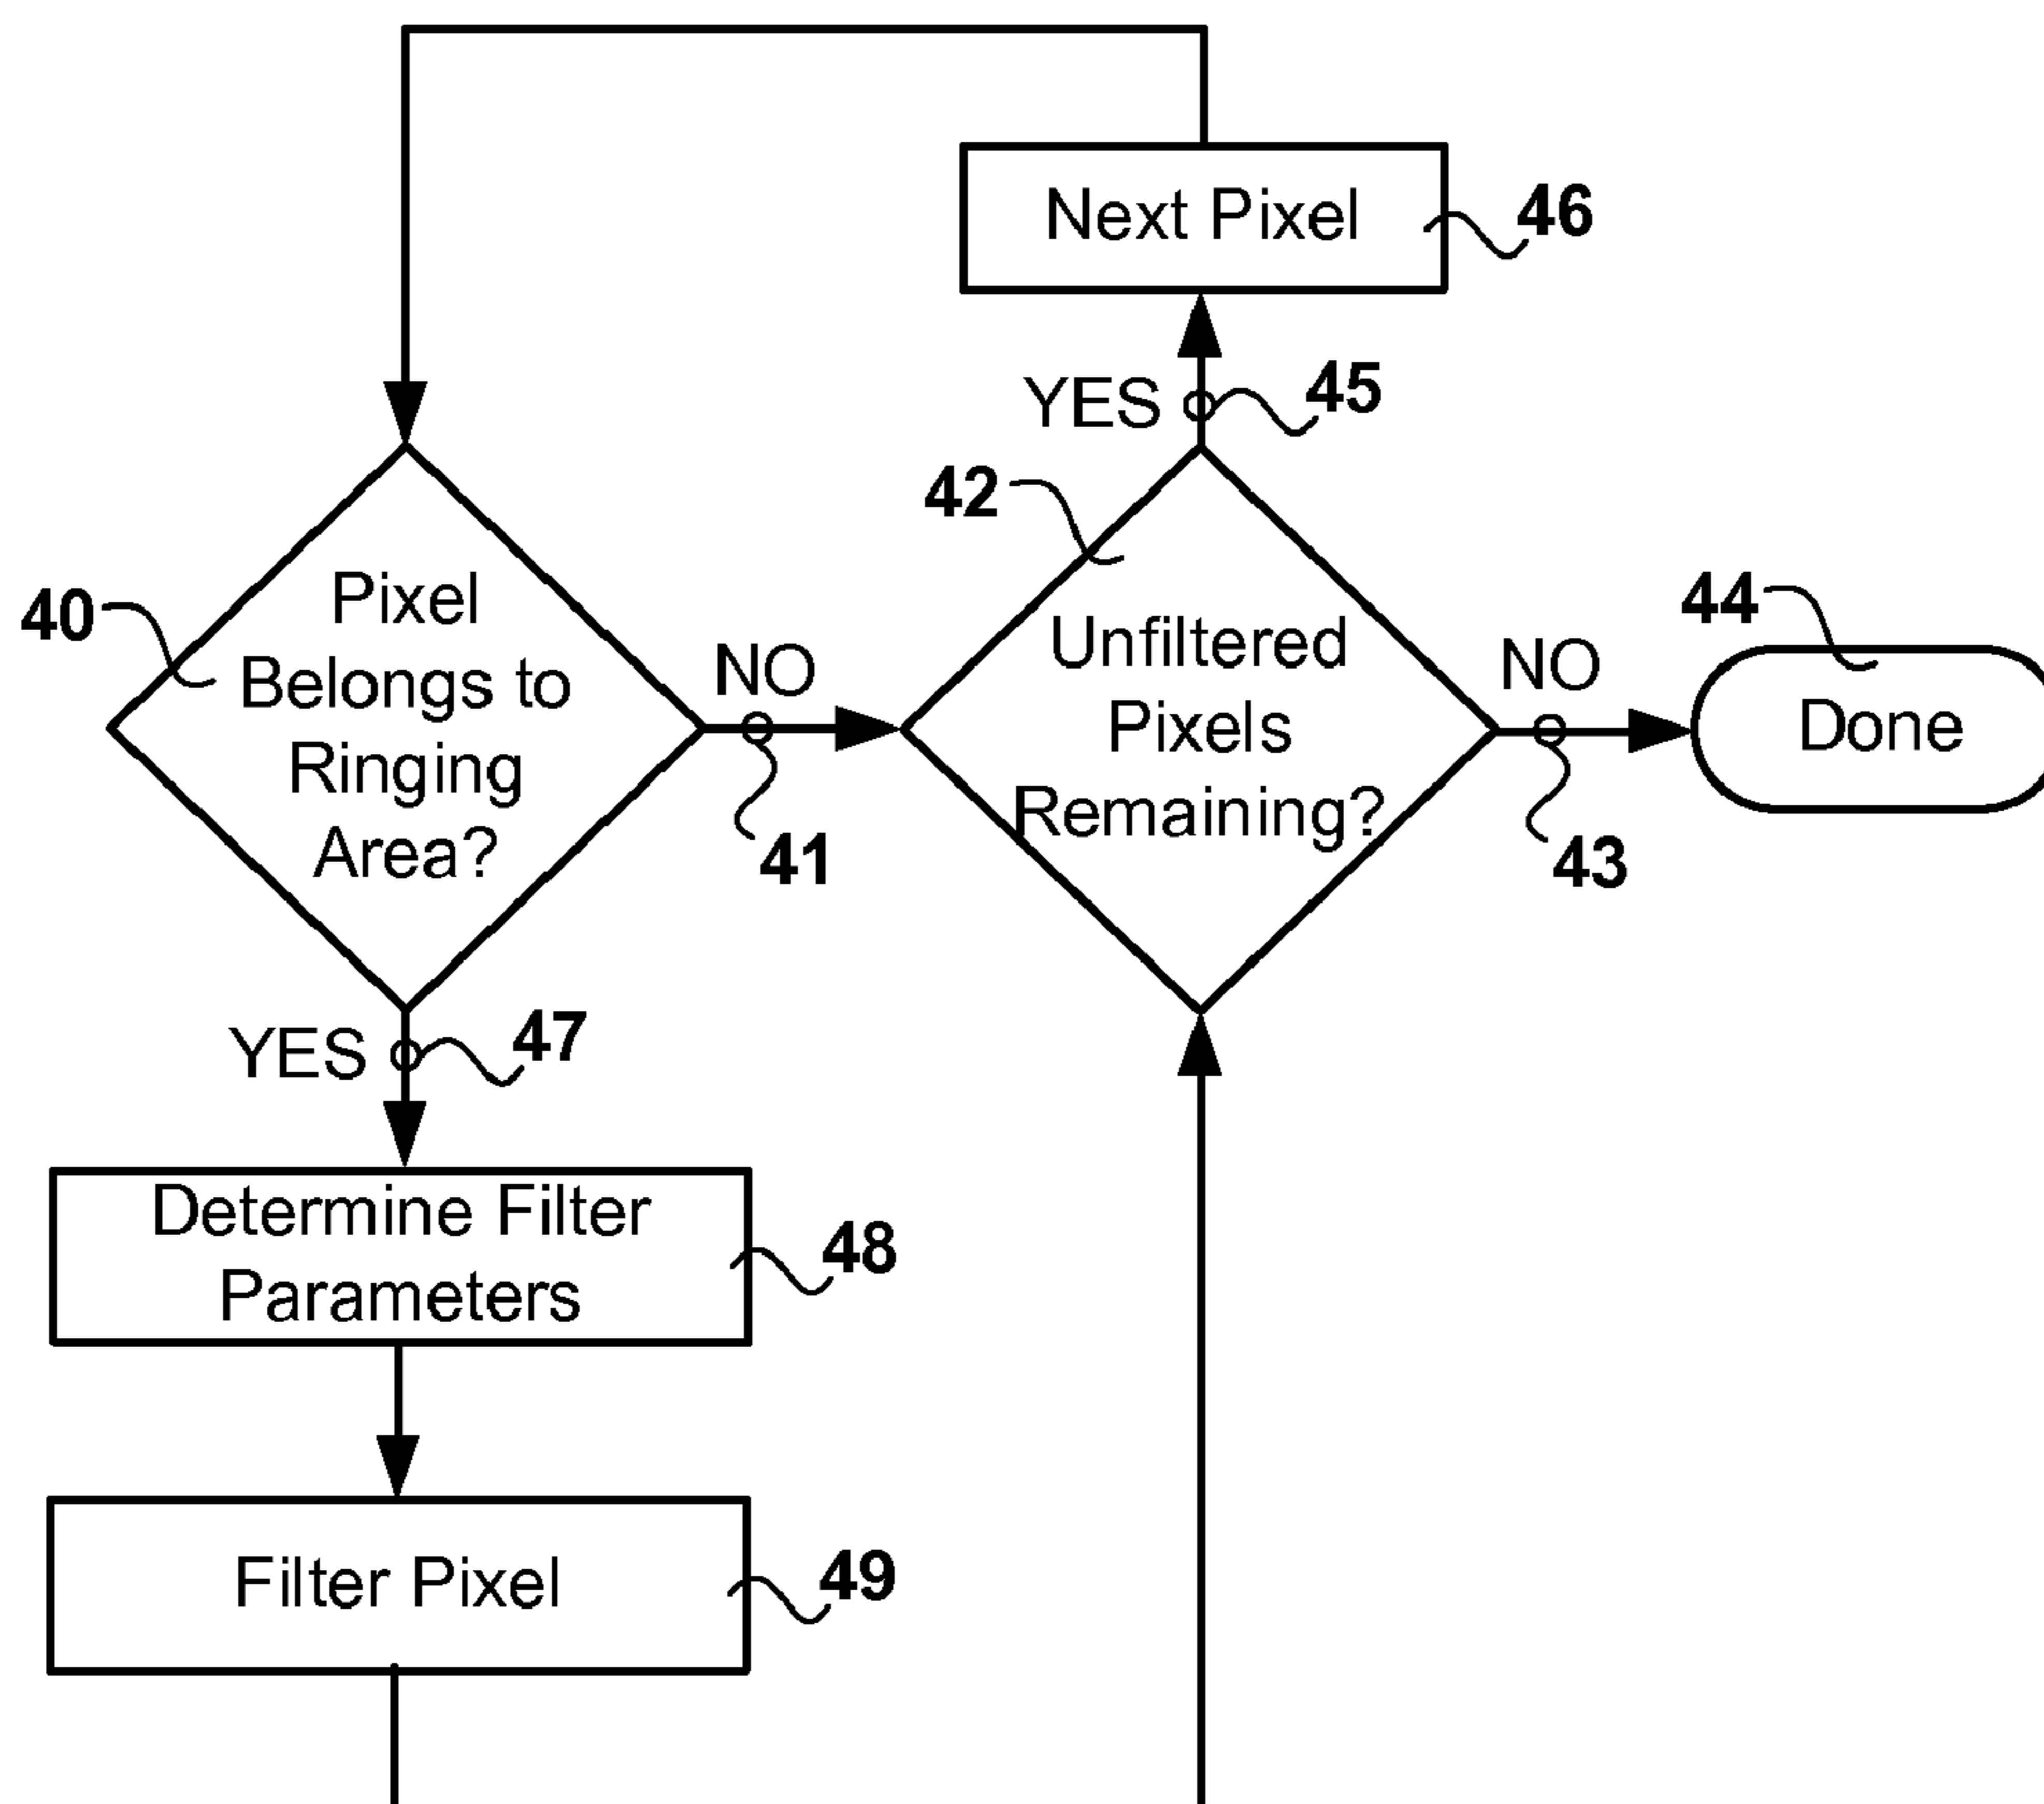 Next Pixel
46
YES
45
42
40
Pixel
Belongs to
Ringing
Area?
NO
41
Unfiltered
Pixels
Remaining?
NO
43
44
Done
YES
47
Determine Filter
Parameters
48
Filter Pixel
49